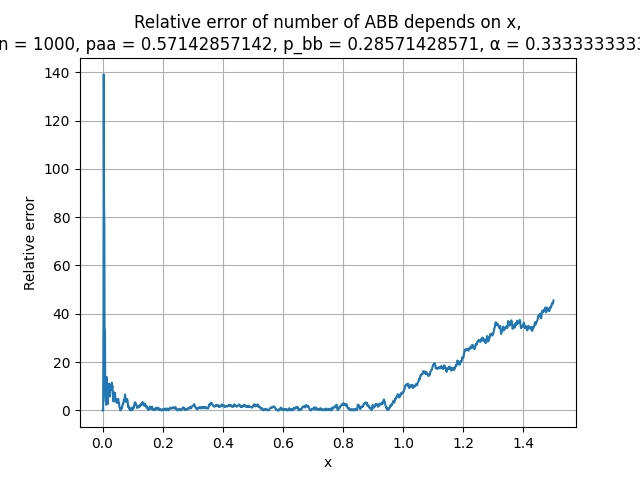 Relative error of number of ABB depends on x,
n = 1000, paa = 0.57142857142, p_bb = 0.28571428571, α = 0.3333333333
140
120
100
80
60
40
20
0
Relative error
0.0 0.2 0.4 0.6 0.8 1.0 1.2 1.4
x